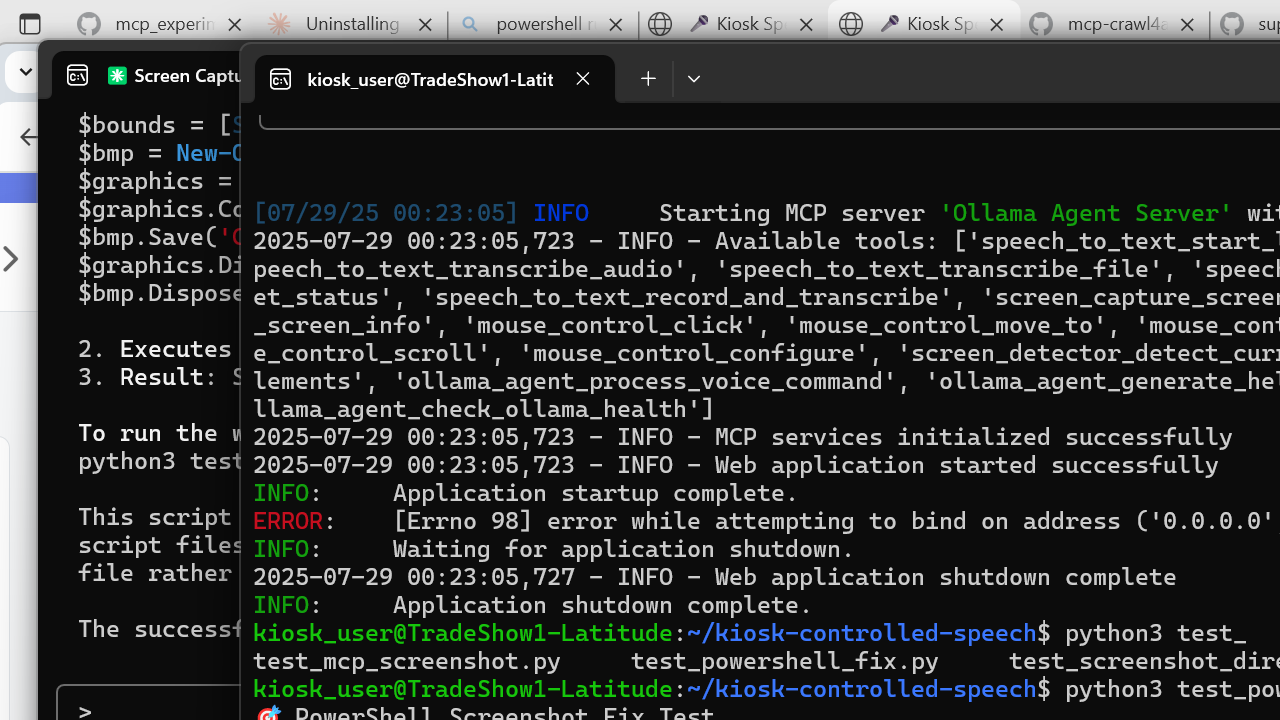 mcp_experin
Uninstalling
powershell r
Kiosk Sp
Kiosk Sp
mcp-crawl4a
sup
Screen Captu
kiosk_user@TradeShow1-Latit
$bounds = [S
$bmp = New-O
$graphics =
$graphics.Co
$bmp.Save('C
$graphics.Di
$bmp.Dispose
2. Executes
3. Result: S
To run the w
python3 test
This script
script files
file rather
The successf
>
[07/29/25 00:23:05] INFO Starting MCP server 'Ollama Agent Server' wit
2025-07-29 00:23:05,723 - INFO - Available tools: ['speech_to_text_start_l
peech_to_text_transcribe_audio', 'speech_to_text_transcribe_file', 'speech
et_status', 'speech_to_text_record_and_transcribe', 'screen_capture_screen
_screen_info', 'mouse_control_click', 'mouse_control_move_to', 'mouse_cont
e_control_scroll', 'mouse_control_configure', 'screen_detector_detect_curr
lements', 'ollama_agent_process_voice_command', 'ollama_agent_generate_hel
llama_agent_check_ollama_health']
2025-07-29 00:23:05,723 - INFO - MCP services initialized successfully
2025-07-29 00:23:05,723 - INFO - Web application started successfully
INFO: Application startup complete.
ERROR: [Errno 98] error while attempting to bind on address ('0.0.0.0'
INFO: Waiting for application shutdown.
2025-07-29 00:23:05,727 - INFO - Web application shutdown complete
INFO: Application shutdown complete.
kiosk_user@TradeShow1-Latitude:~/kiosk-controlled-speech$ python3 test_
test_mcp_screenshot.py test_powershell_fix.py test_screenshot_dire
kiosk_user@TradeShow1-Latitude:~/kiosk-controlled-speech$ python3 test_pow
🎯 PowerShell Screenshot Fix Test